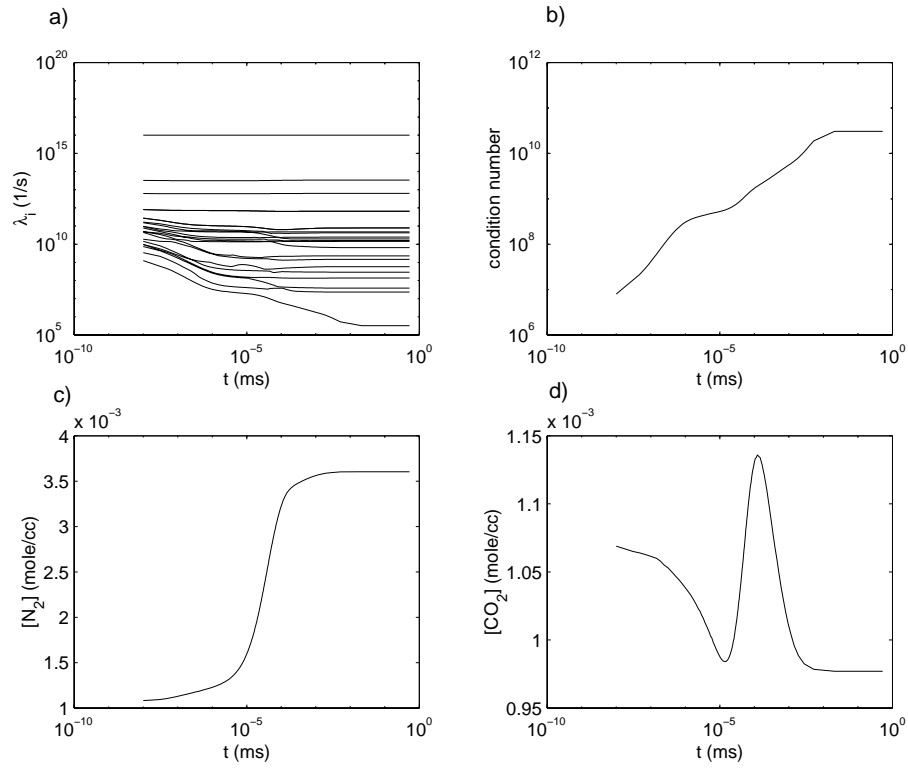 a)
10^20
10^15
10^10
10^5
λ_i (1/s)
10^−10
10^−5
10^0
t (ms)
b)
10^12
10^10
10^8
10^6
condition number
10^−10
10^−5
10^0
t (ms)
c)
x 10^−3
4
3.5
3
2.5
2
1.5
1
[N_2] (mole/cc)
10^−10
10^−5
10^0
t (ms)
d)
x 10^−3
1.15
1.1
1.05
1
0.95
[CO_2] (mole/cc)
10^−10
10^−5
10^0
t (ms)